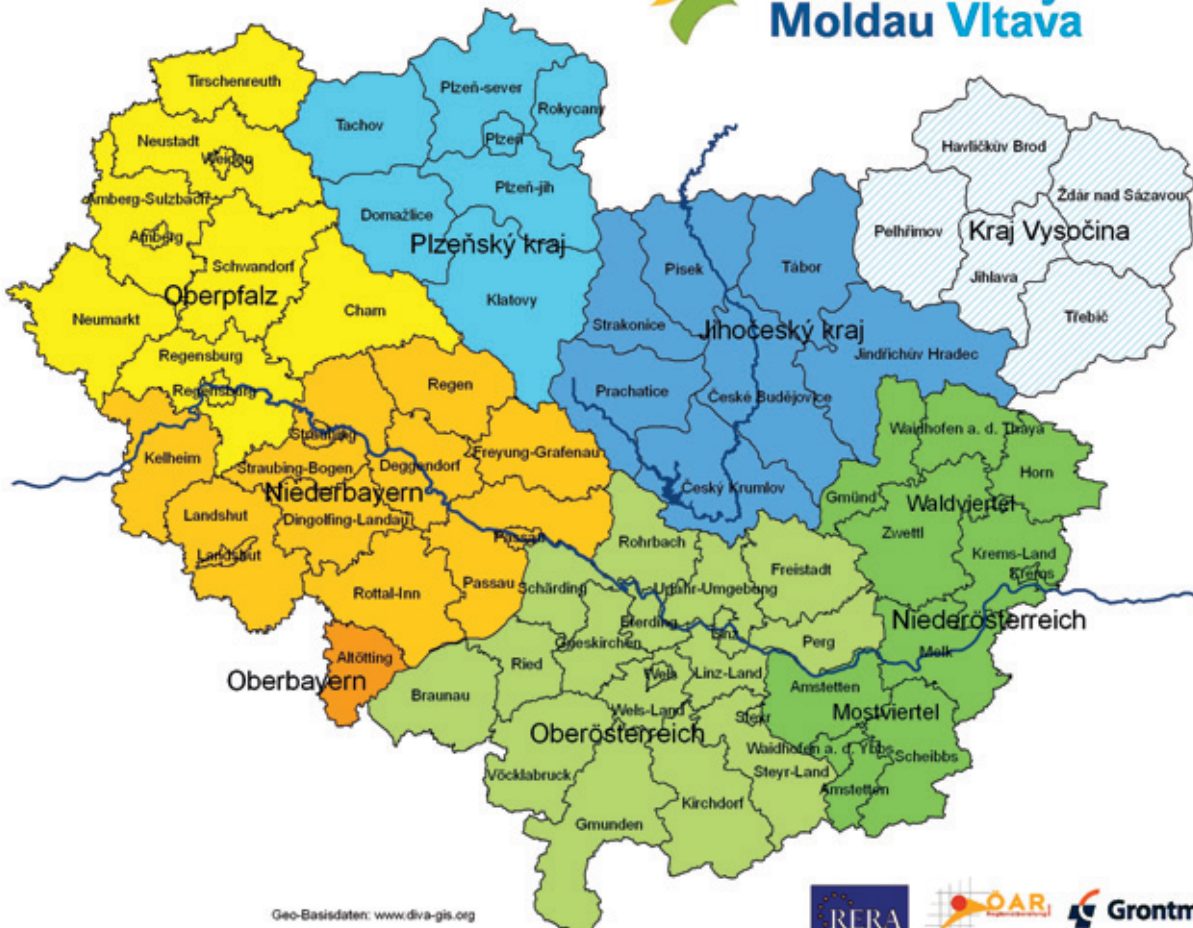 Moldau Vltava
Tirschenreuth
Neustadt
Weiden
Amberg-Sulzbach
Amberg
Schwandorf
Oberpfalz
Neumarkt
Cham
Regensburg
Regensburg
Tachov
Plzeň-sever
Rokycany
Plzeň
Plzeň-jih
Domažlice
Plzeňský kraj
Klatovy
Písek
Tábor
Strakonice
Jihočeský kraj
Jindřichův Hradec
Prachatice
České Budějovice
Český Krumlov
Havlíčkův Brod
Žďár nad Sázavou
Pelhřimov
Kraj Vysočina
Jihlava
Třebíč
Regen
Straubing
Kelheim
Straubing-Bogen
Deggendorf
Freyung-Grafenau
Niederbayern
Landshut
Dingolfing-Landau
Landshut
Passau
Passau
Rottal-Inn
Altötting
Oberbayern
Waidhofen a. d. Thaya
Horn
Gmünd
Waldviertel
Zwettl
Krems-Land
Krems
Niederösterreich
Melk
Amstetten
Mostviertel
Waidhofen a. d. Ybbs
Scheibbs
Amstetten
Rohrbach
Freistadt
Schärding
Urfahr-Umgebung
Eferding
Grieskirchen
Linz
Perg
Ried
Wels
Linz-Land
Braunau
Wels-Land
Steyr
Oberösterreich
Vöcklabruck
Steyr-Land
Kirchdorf
Gmunden
Geo-Basisdaten: www.diva-gis.org
RERA
ÖAR
Grontm